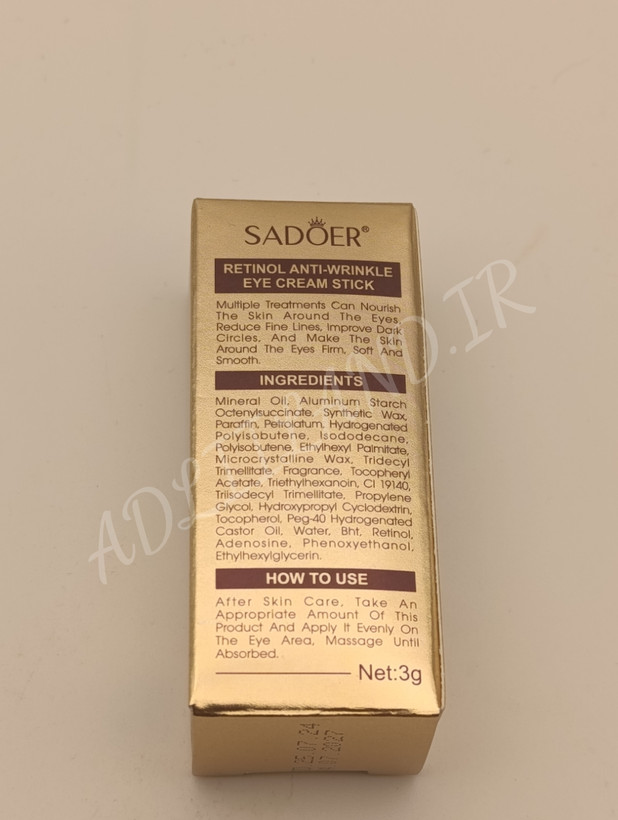 SADOER®
RETINOL ANTI-WRINKLE
EYE CREAM STICK
Multiple Treatments Can Nourish
The Skin Around The Eyes,
Reduce Fine Lines, Improve Dark
Circles, And Make The Skin
Around The Eyes Firm, Soft And
Smooth.
INGREDIENTS
Mineral Oil, Aluminum Starch
Octenylsuccinate, Synthetic Wax,
Paraffin, Petrolatum, Hydrogenated
Polyisobutene, Isododecane,
Polyisobutene, Ethylhexyl Palmitate,
Microcrystalline Wax, Tridecyl
Trimellitate, Fragrance, Tocopheryl
Acetate, Triethylhexanoin, CI 19140,
Triisodecyl Trimellitate, Propylene
Glycol, Hydroxypropyl Cyclodextrin,
Tocopherol, Peg-40 Hydrogenated
Castor Oil, Water, Bht, Retinol,
Adenosine, Phenoxyethanol,
Ethylhexylglycerin.
HOW TO USE
After Skin Care, Take An
Appropriate Amount Of This
Product And Apply It Evenly On
The Eye Area, Massage Until
Absorbed.
Net:3g
07.24
07 2027